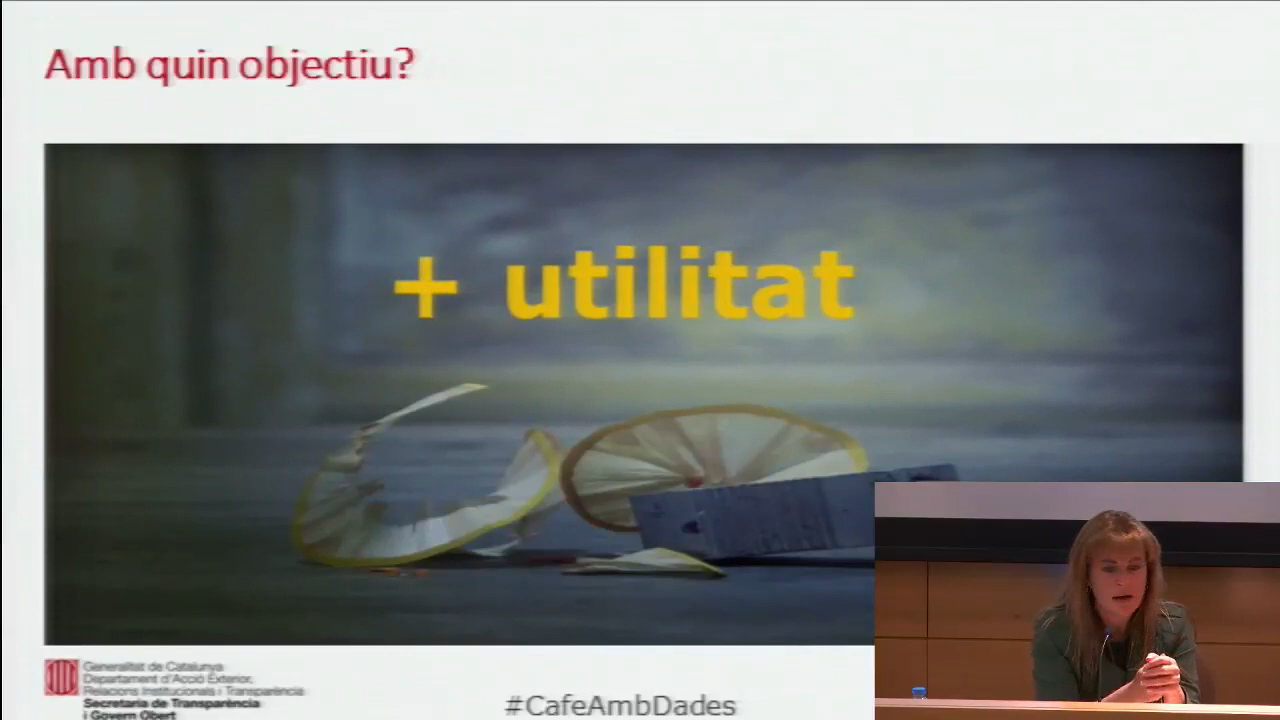 Amb quin objectiu?
+ utilitat
Generalitat de Catalunya
Departament d'Acció Exterior,
Relacions Institucionals i Transparència
Secretaria de Transparència
i Govern Obert
#CafeAmbDades